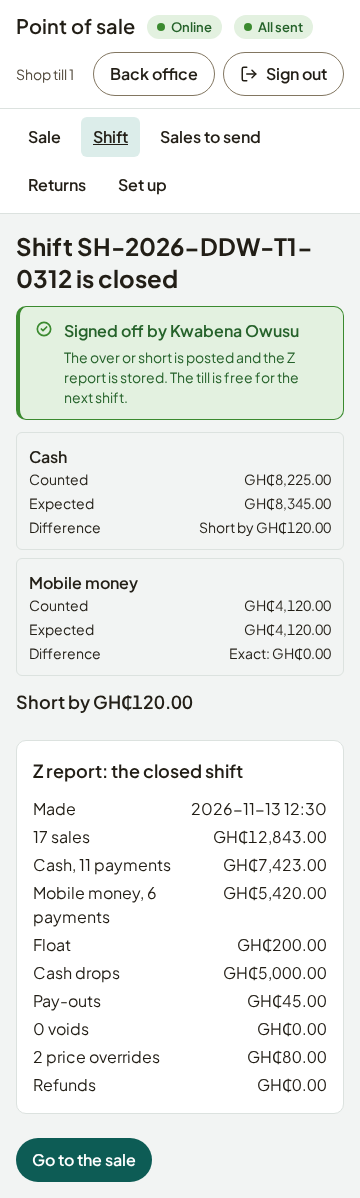 Point of sale
Online
All sent
Shop till 1
Back office
Sign out
Sale
Shift
Sales to send
Returns
Set up
Shift SH-2026-DDW-T1-
0312 is closed
Signed off by Kwabena Owusu
The over or short is posted and the Z
report is stored. The till is free for the
next shift.
Cash
Counted GH₵8,225.00
Expected GH₵8,345.00
Difference Short by GH₵120.00
Mobile money
Counted GH₵4,120.00
Expected GH₵4,120.00
Difference Exact: GH₵0.00
Short by GH₵120.00
Z report: the closed shift
Made 2026-11-13 12:30
17 sales GH₵12,843.00
Cash, 11 payments GH₵7,423.00
Mobile money, 6 GH₵5,420.00
payments
Float GH₵200.00
Cash drops GH₵5,000.00
Pay-outs GH₵45.00
0 voids GH₵0.00
2 price overrides GH₵80.00
Refunds GH₵0.00
Go to the sale